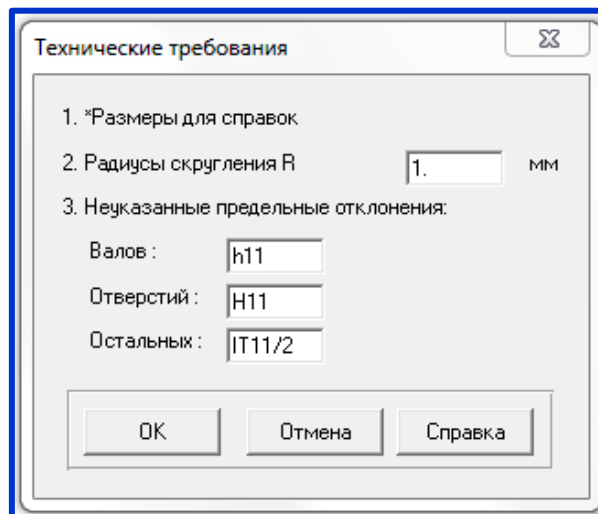 Технические требования
1. *Размеры для справок
2. Радиусы скругления R 1. мм
3. Неуказанные предельные отклонения:
Валов : h11
Отверстий : H11
Остальных : IT11/2
OK Отмена Справка